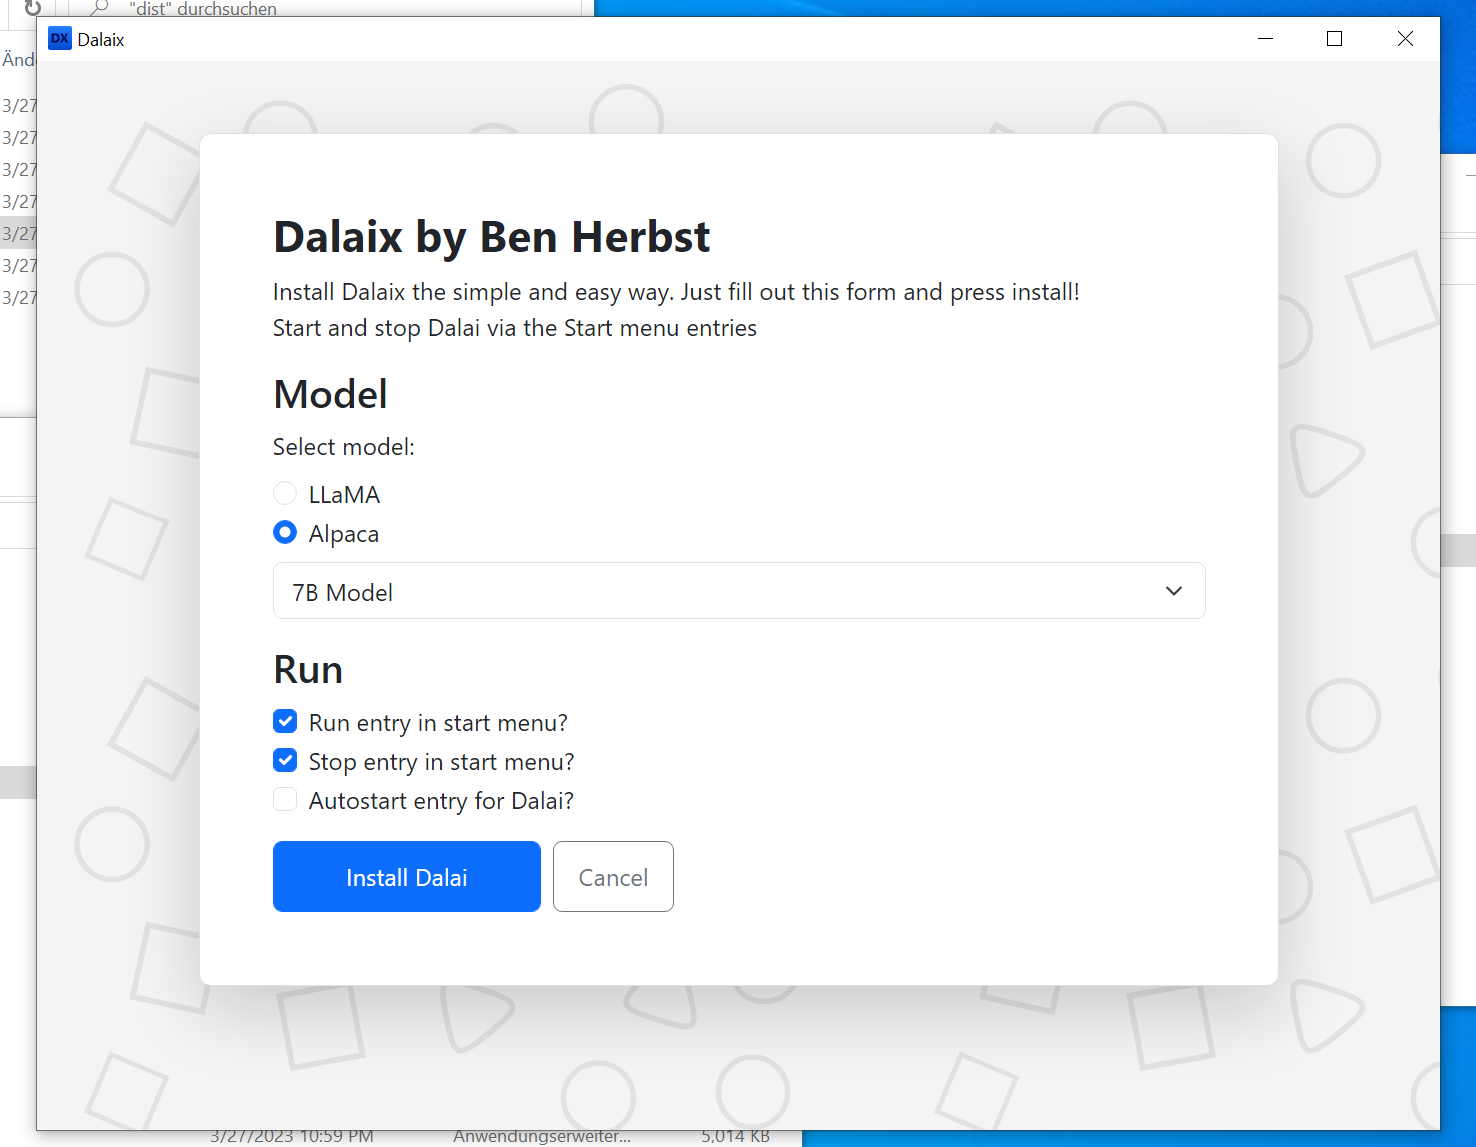 "dist" durchsuchen
DX Dalaix
Änd
3/27
3/27
3/27
3/27
3/27
3/27
3/27
Dalaix by Ben Herbst
Install Dalaix the simple and easy way. Just fill out this form and press install!
Start and stop Dalai via the Start menu entries
Model
Select model:
LLaMA
Alpaca
7B Model
Run
Run entry in start menu?
Stop entry in start menu?
Autostart entry for Dalai?
Install Dalai
Cancel
3/27/2023 10:59 PM Anwendungserweiter... 5,014 KB